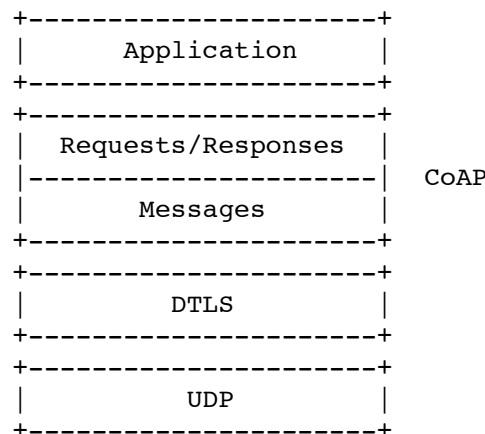 Application
Requests/Responses
CoAP
Messages
DTLS
UDP